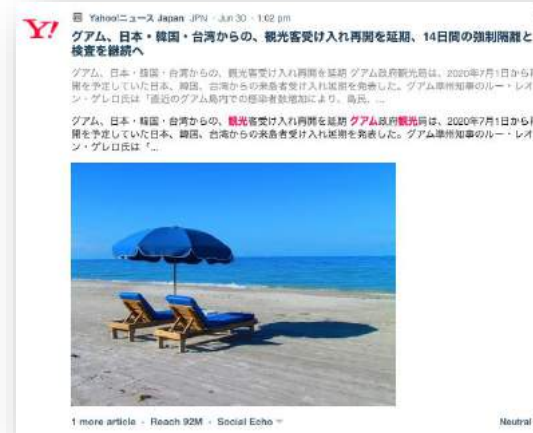 Y!
Yahoo!ニュース Japan JPN · Jun 30 · 1:02 pm
グアム、日本・韓国・台湾からの、観光客受け入れ再開を延期、14日間の強制隔離と
検査を継続へ
グアム、日本・韓国・台湾からの、観光客受け入れ再開を延期 グアム政府観光局は、2020年7月1日から
開を予定していた日本、韓国、台湾からの来島者受け入れ延期を発表した。グアム準州知事のルー・レオ
ン・ゲレロ氏は「直近のグアム島内での感染者数増加により、島民、...
グアム、日本・韓国・台湾からの、観光客受け入れ再開を延期 グアム政府観光局は、2020年7月1日から
開を予定していた日本、韓国、台湾からの来島者受け入れ延期を発表した。グアム準州知事のルー・レオ
ン・ゲレロ氏は「...
1 more article · Reach 92M · Social Echo
Neutral